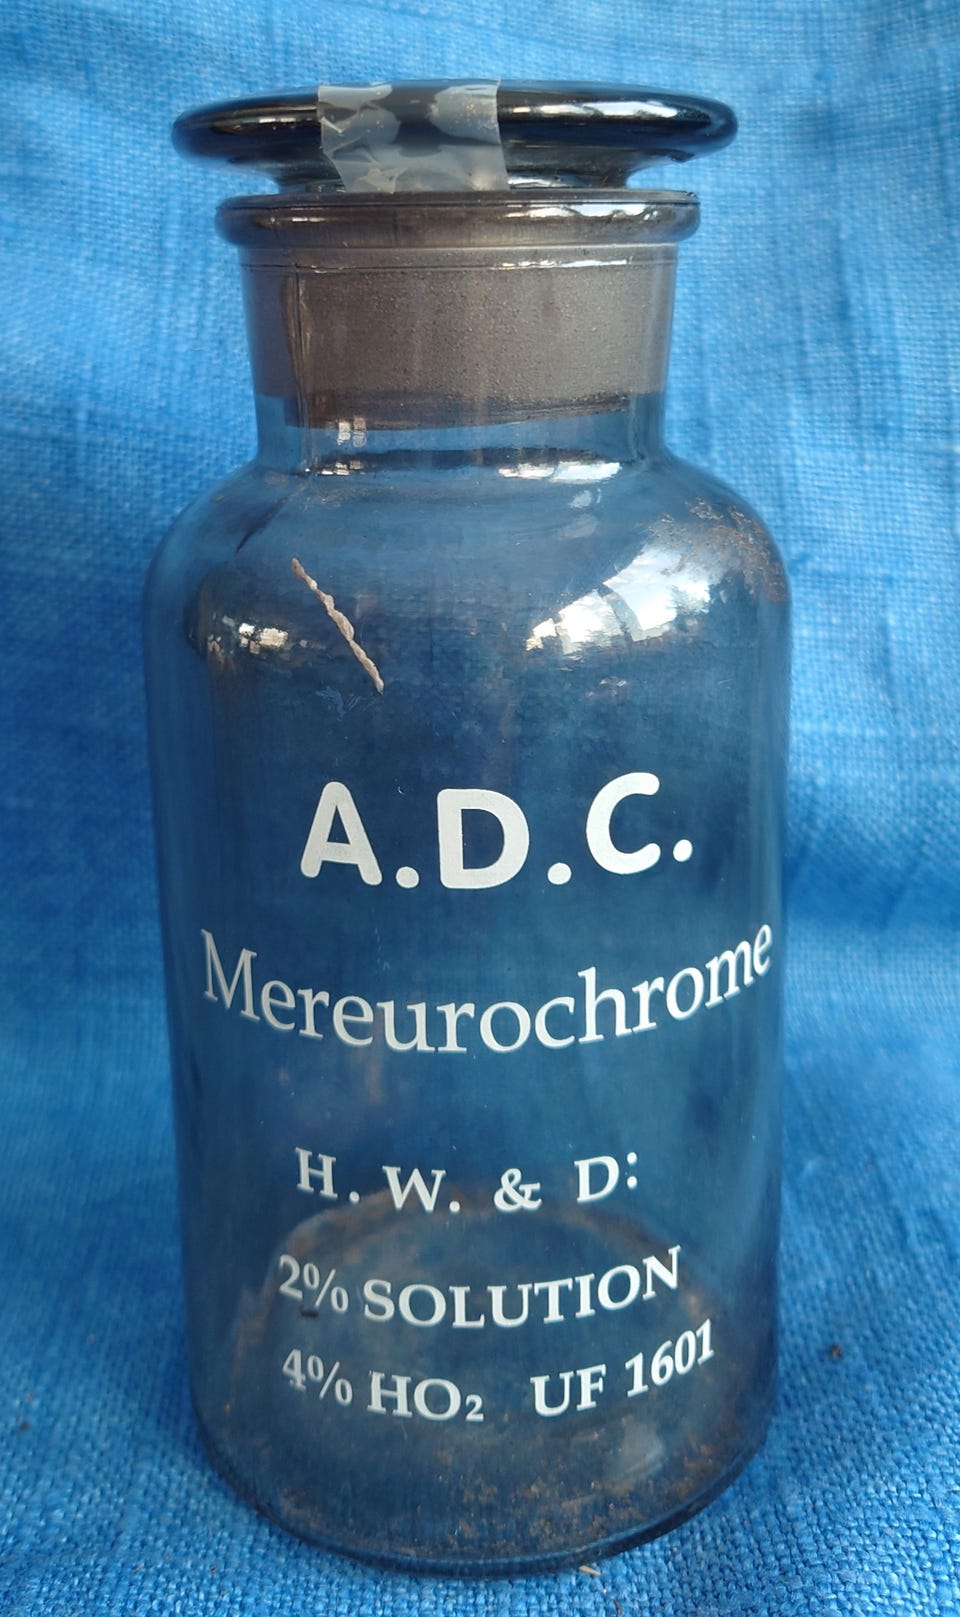 A.D.C.
Mereurochrome
H. W. & D:
2% SOLUTION
4% HO₂ UF 1601